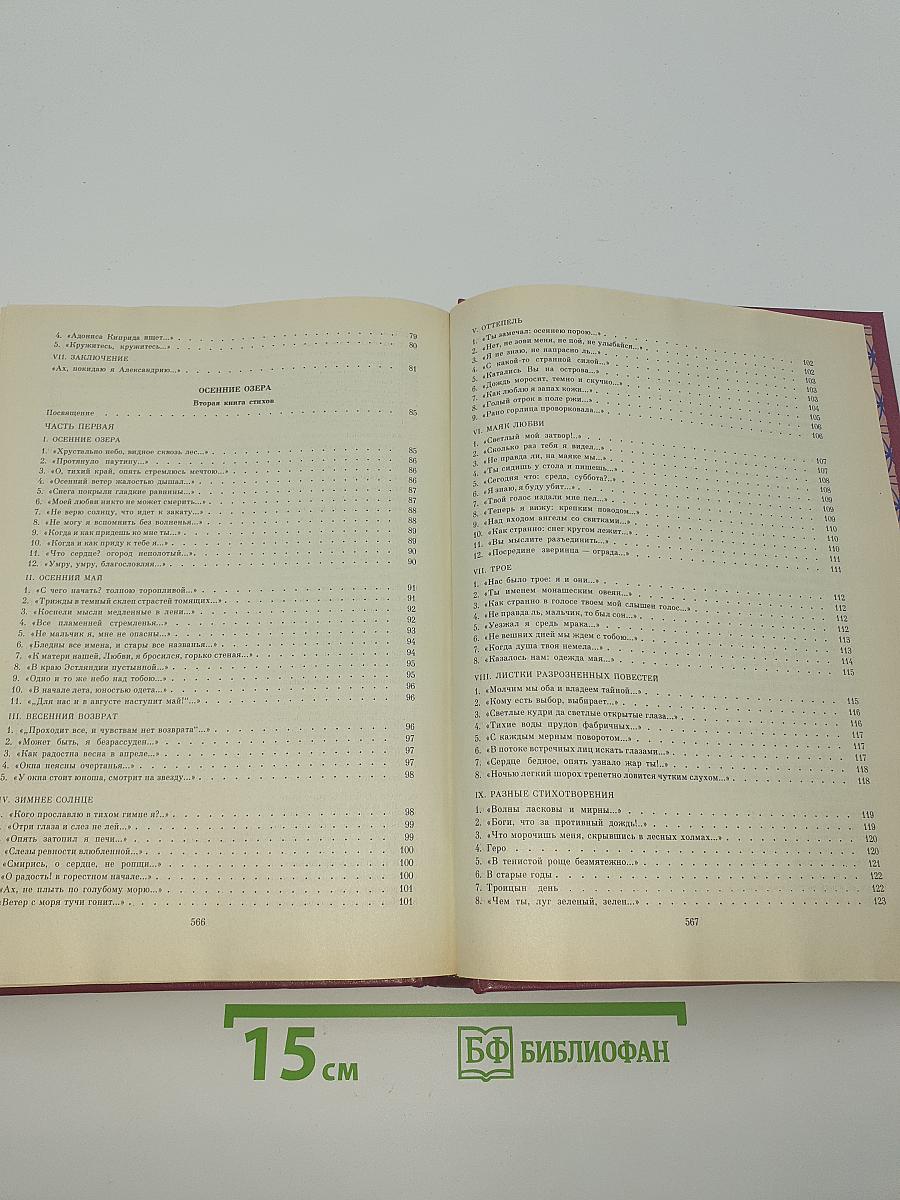 4. «Адониса Киприда ищет...» 79
5. «Кружитесь, кружитесь...» 80
VII. ЗАКЛЮЧЕНИЕ
«Ах, покидаю я Александрию...» 81
ОСЕННИЕ ОЗЕРА
Вторая книга стихов
Посвящение 85
ЧАСТЬ ПЕРВАЯ
I. ОСЕННИЕ ОЗЕРА
1. «Хрустально небо, видное сквозь лес...» 85
2. «Протянуло паутину...» 86
3. «О, тихий край, опять стремлюсь мечтою...» 86
4. «Осенний ветер жалостью дышал...» 86
5. «Снега покрыли гладкие равнины...» 87
6. «Моей любви никто не может смерить...» 87
7. «Не верю солнцу, что идет к закату...» 88
8. «Не могу я вспомнить без волненья...» 88
9. «Когда и как придешь ко мне ты...» 89
10. «Когда и как приду к тебе я...» 89
11. «Что сердце? огород неполотый...» 90
12. «Умру, умру, благословляя...» 90
II. ОСЕННИЙ МАЙ
1. «С чего начать? толпою торопливой...» 91
2. «Трижды в темный склеп страстей томящих...» 91
3. «Коспели мысли медленные в лени...» 92
4. «Все пламенней стремленья...» 92
5. «Не мальчик я, мне не опасны...» 93
6. «Бледны все имена, и стары все названья...» 94
7. «К матери нашей, Любви, я бросился, горько стеная...» 94
8. «В краю Эстляндии пустынной...» 95
9. «Одно и то же небо над тобою...» 95
10. «В начале лета, юностью одета...» 96
11. «„Для нас и в августе наступит май!“...» 96
III. ВЕСЕННИЙ ВОЗВРАТ
1. «„Проходит все, и чувствам нет возврата“...» 96
2. «Может быть, я безрассуден...» 97
3. «Как радостна весна в апреле...» 97
4. «Окна неясны очертанья...» 97
5. «У окна стоит юноша, смотрит на звезду...» 98
IV. ЗИМНЕЕ СОЛНЦЕ
«Кого прославлю в тихом гимне я?..» 98
«Отри глаза и слез не лей...» 99
«Опять затопил я печи...» 99
«Слезы ревности влюбленной...» 100
«Смирись, о сердце, не ропщи...» 100
«О радость! в горестном начале...» 100
«Ах, не плыть по голубому морю...» 101
«Ветер с моря тучи гонит...» 101
566
V. ОТТЕПЕЛЬ
1. «Ты замечал: осеннею порою...» 102
2. «Нет, не зови меня, не пой, не улыбайся...» 102
3. «Я не знаю, не напрасно ль...» 103
4. «С какой-то странной силой...» 103
5. «Катались Вы на острова...» 103
6. «Дождь моросит, темно и скучно...» 104
7. «Как люблю я запах кожи...» 105
8. «Голый отрок в поле ржи...» 106
9. «Рано горлица проворковала...» 106
VI. МАЯК ЛЮБВИ
1. «Светлый мой затвор!..» 107
2. «Сколько раз тебя я видел...» 107
3. «Не правда ли, на маяке мы...» 108
4. «Ты сидишь у стола и пишешь...» 108
5. «Сегодня что: среда, суббота?..» 109
6. «Я знаю, я буду убит...» 109
7. «Твой голос издали мне пел...» 109
8. «Теперь я вижу: крепким поводом...» 110
9. «Над входом ангелы со свитками...» 110
10. «Как странно: снег кругом лежит...» 110
11. «Вы мыслите разъединить...» 111
12. «Посредине зверинца — ограда...» 111
VII. ТРОЕ
1. «Нас было трое: я и они...» 112
2. «Ты именем монашеским овеян...» 112
3. «Как странно в голосе твоем мой слышен голос...» 112
4. «Не правда ль, мальчик, то был сон...» 112
5. «Уезжал я средь мрака...» 113
6. «Не вешних дней мы ждем с тобою...» 113
7. «Когда душа твоя немела...» 114
8. «Казалось нам: одежда мая...» 115
VIII. ЛИСТКИ РАЗРОЗНЕННЫХ ПОВЕСТЕЙ
1. «Молчим мы оба и владеем тайной...» 115
2. «Кому есть выбор, выбирает...» 116
3. «Светлые кудри да светлые открытые глаза...» 116
4. «Тихие воды прудов фабричных...» 117
5. «С каждым мерным поворотом...» 117
6. «В потоке встречных лиц искать глазами...» 117
7. «Сердце бедное, опять узнало жар ты!..» 118
8. «Ночью легкий шорох трепетно ловится чутким слухом...» 118
IX. РАЗНЫЕ СТИХОТВОРЕНИЯ
1. «Волны ласковы и мирны...» 119
2. «Боги, что за противный дождь!..» 119
3. «Что морочишь меня, скрывшись в лесных холмах...» 120
4. Геро 120
5. «В тенистой роще безмятежно...» 121
6. В старые годы 122
7. Троицын день 122
8. «Чем ты, луг зеленый, зелен...» 123
567
15 см
БФ БИБЛИОФАН